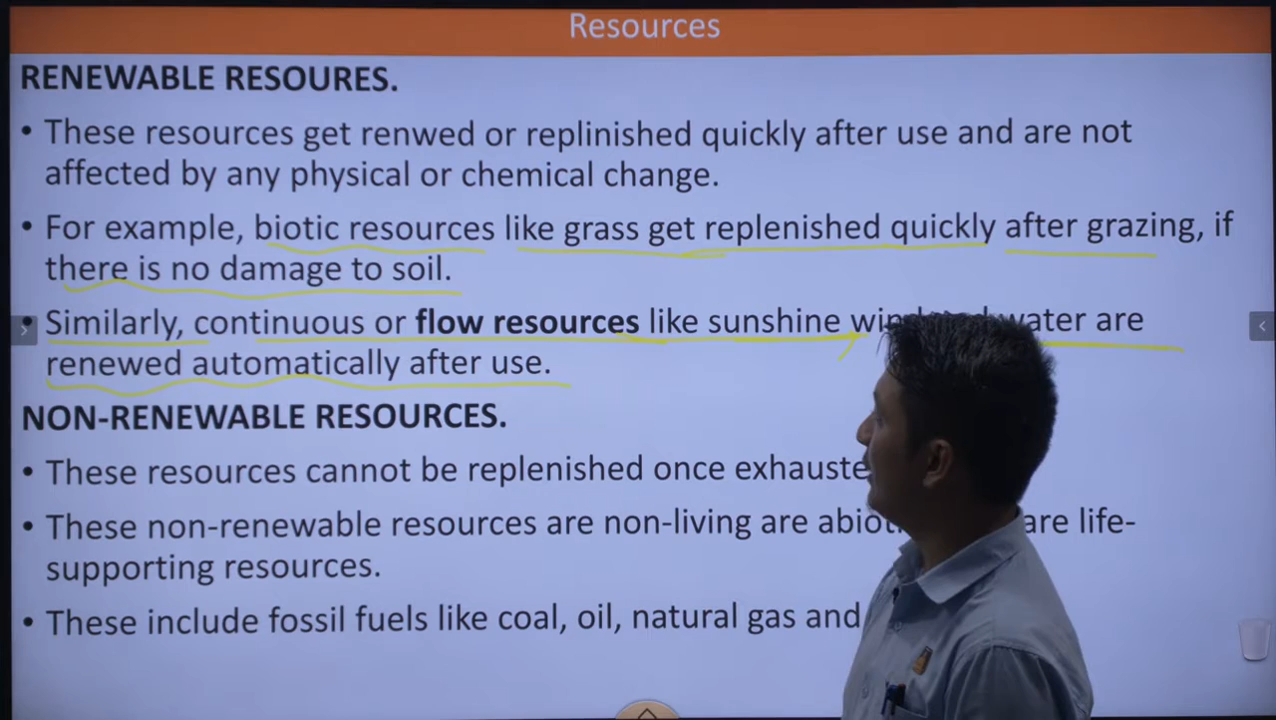 Resources
RENEWABLE RESOURES.
• These resources get renwed or replinished quickly after use and are not
affected by any physical or chemical change.
• For example, biotic resources like grass get replenished quickly after grazing, if
there is no damage to soil.
• Similarly, continuous or flow resources like sunshine water are
renewed automatically after use.
NON-RENEWABLE RESOURCES.
• These resources cannot be replenished once
• These non-renewable resources are non-living are are life-
supporting resources.
• These include fossil fuels like coal, oil, natural gas and